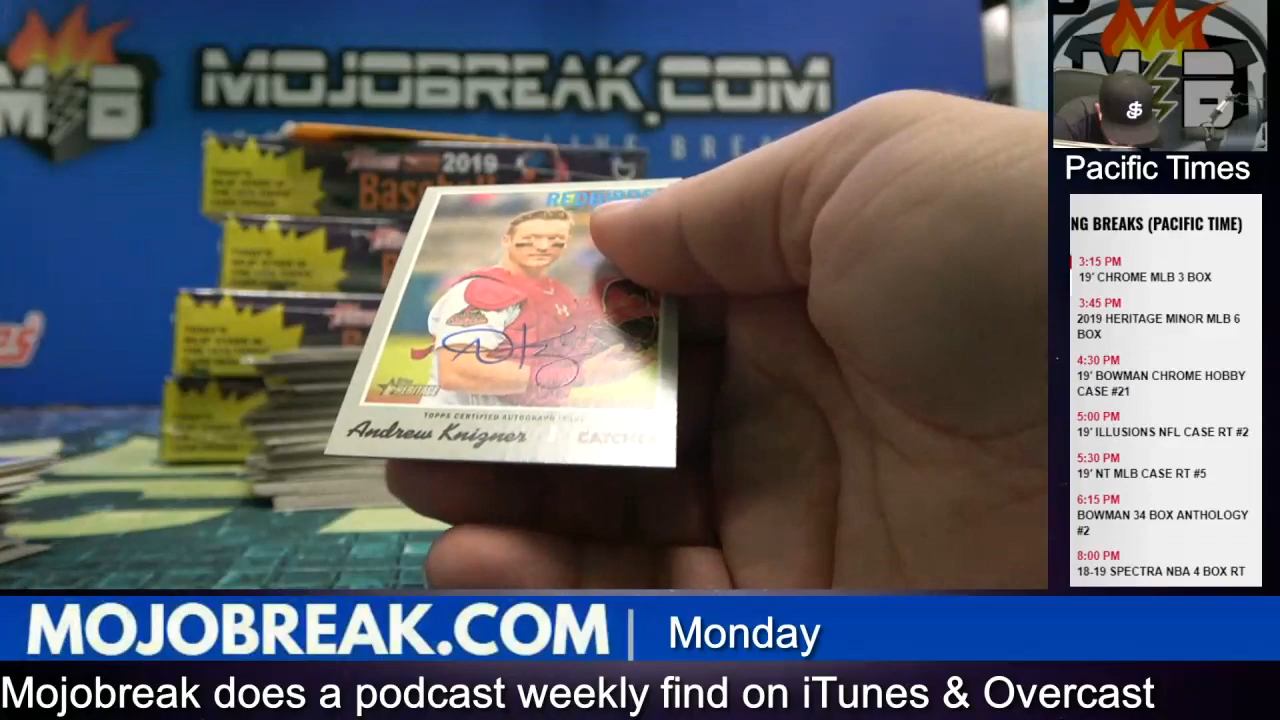 MOJOBREAK.COM
MB
2019
Baseball
REDBIRDS
HERITAGE
TOPPS CERTIFIED AUTOGRAPH ISSUE
Andrew Knigner
CATCHER
MB
Pacific Times
NG BREAKS (PACIFIC TIME)
3:15 PM
19' CHROME MLB 3 BOX
3:45 PM
2019 HERITAGE MINOR MLB 6
BOX
4:30 PM
19' BOWMAN CHROME HOBBY
CASE #21
5:00 PM
19' ILLUSIONS NFL CASE RT #2
5:30 PM
19' NT MLB CASE RT #5
6:15 PM
BOWMAN 34 BOX ANTHOLOGY
#2
8:00 PM
18-19 SPECTRA NBA 4 BOX RT
MOJOBREAK.COM | Monday
Mojobreak does a podcast weekly find on iTunes & Overcast